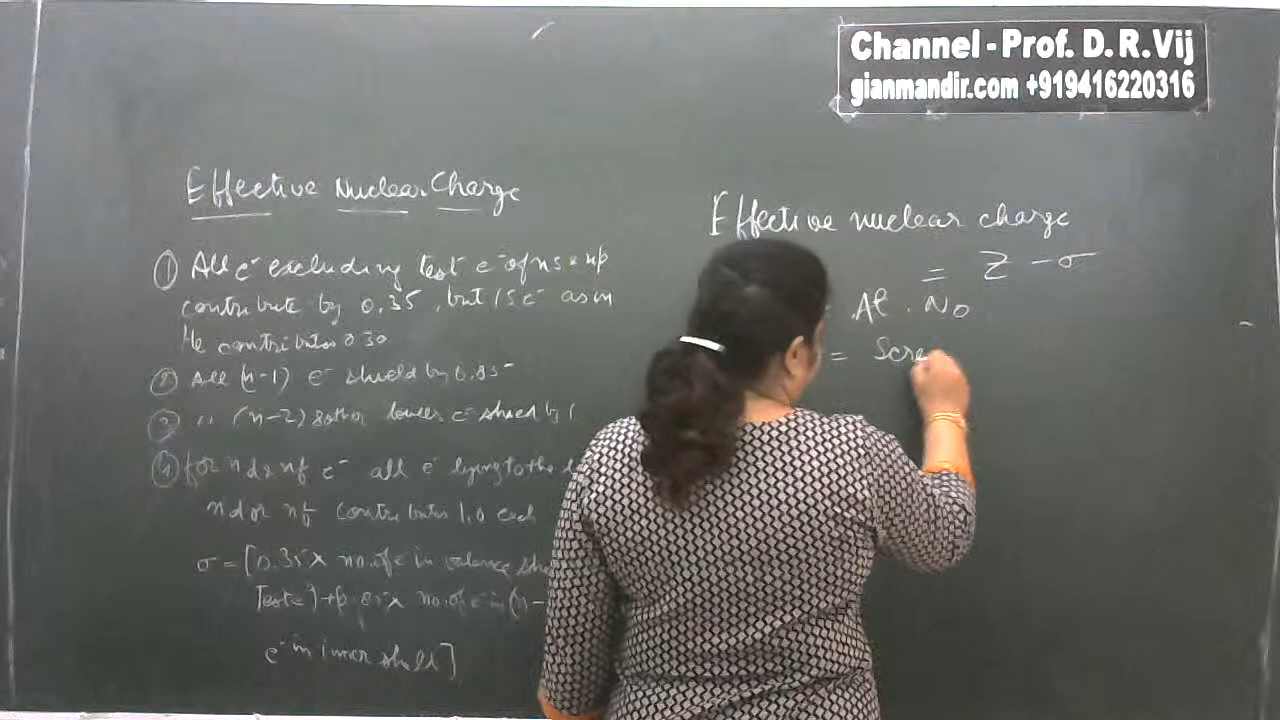 Channel - Prof. D. R. Vij
gianmandir.com +919416220316
Effective Nuclear Charge
① All e⁻ excluding test e⁻ of ns & np
contribute by 0.35, but 1S e⁻ as in
He contributes 0.30
② All (n-1) e⁻ shield by 0.85
③ ,, (n-2) & other lower e⁻ shield by 1
④ for nd & nf e⁻ all e⁻ lying to the
nd or nf contributes 1.0 each
σ = [0.35 × no. of e⁻ in valence
Test e⁻] + [0.85 × no. of e⁻ in (n-
e⁻ in inner shell]
Effective nuclear charge
= Z - σ
At. No
= Scre